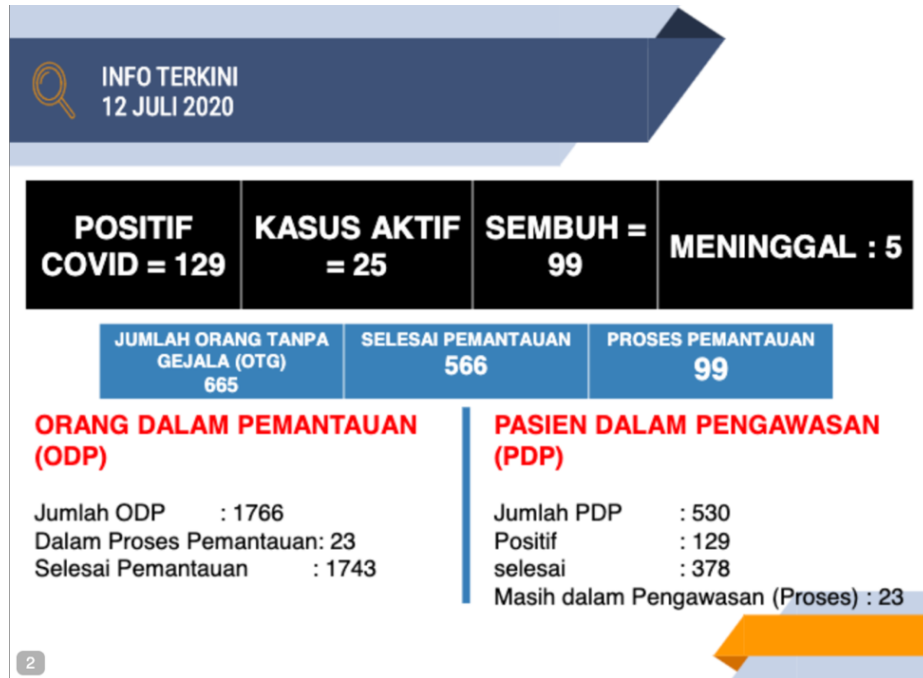 INFO TERKINI
12 JULI 2020
POSITIF
COVID = 129
KASUS AKTIF
= 25
SEMBUH =
99
MENINGGAL : 5
JUMLAH ORANG TANPA
GEJALA (OTG)
665
SELESAI PEMANTAUAN
566
PROSES PEMANTAUAN
99
ORANG DALAM PEMANTAUAN
(ODP)
Jumlah ODP : 1766
Dalam Proses Pemantauan: 23
Selesai Pemantauan : 1743
PASIEN DALAM PENGAWASAN
(PDP)
Jumlah PDP : 530
Positif : 129
selesai : 378
Masih dalam Pengawasan (Proses) : 23
2